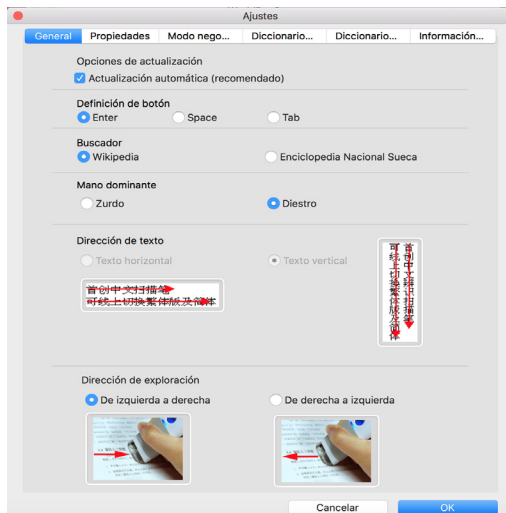 Ajustes
General Propiedades Modo nego... Diccionario... Diccionario... Información...
Opciones de actualización
Actualización automática (recomendado)
Definición de botón
Enter Space Tab
Buscador
Wikipedia Enciclopedia Nacional Sueca
Mano dominante
Zurdo Diestro
Dirección de texto
Texto horizontal Texto vertical
首创中文扫描笔
可线上切换繁体版及简体
首创中文辨识扫描笔
可线上切换繁体版及简体
Dirección de exploración
De izquierda a derecha De derecha a izquierda
Cancelar OK